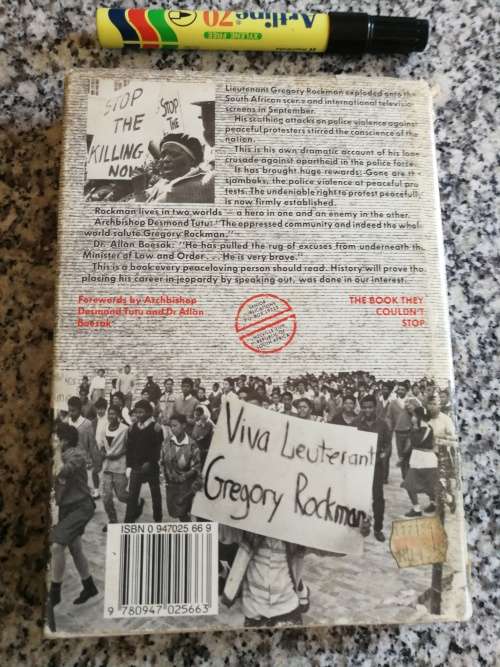 Artline 70
XYLENE-FREE
STOP
THE
KILLING
NOW
STOP
THE
Lieutenant Gregory Rockman exploded onto the
South African scene and international televisio
screens in September.
His scathing attacks on police violence against
peaceful protesters stirred the conscience of the
nation.
This is his own dramatic account of his lone
crusade against apartheid in the police force.
It has brought huge rewards: Gone are th
sjamboks, the police violence at peaceful pro
tests. The undeniable right to protest peacefull
is now firmly established.
Rockman lives in two worlds — a hero in one and an enemy in the other.
Archbishop Desmond Tutu: "The oppressed community and indeed the whol
world salute Gregory Rockman."
Dr. Allan Boesak: "He has pulled the rug of excuses from underneath th
Minister of Law and Order . . . He is very brave."
This is a book every peaceloving person should read. History will prove tha
placing his career in jeopardy by speaking out, was done in our interest.
Forewords by Archbishop
Desmond Tutu and Dr Allan
Boesak
THE BOOK THEY
COULDN'T
STOP
Viva Leuterant
Gregory Rockman
ISBN 0 947025 66 9
9 780947 025663